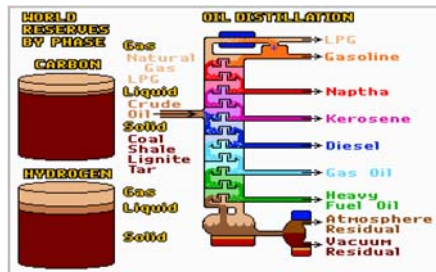 WORLD
RESERVES
BY PHASE
CARBON
HYDROGEN
Gas
Natural
Gas
LPG
Liquid
Crude
Oil
Solid
Coal
Shale
Lignite
Tar
Gas
Liquid
Solid
OIL DISTILLATION
LPG
Gasoline
Naptha
Kerosene
Diesel
Gas Oil
Heavy
Fuel Oil
Atmosphere
Residual
Vacuum
Residual